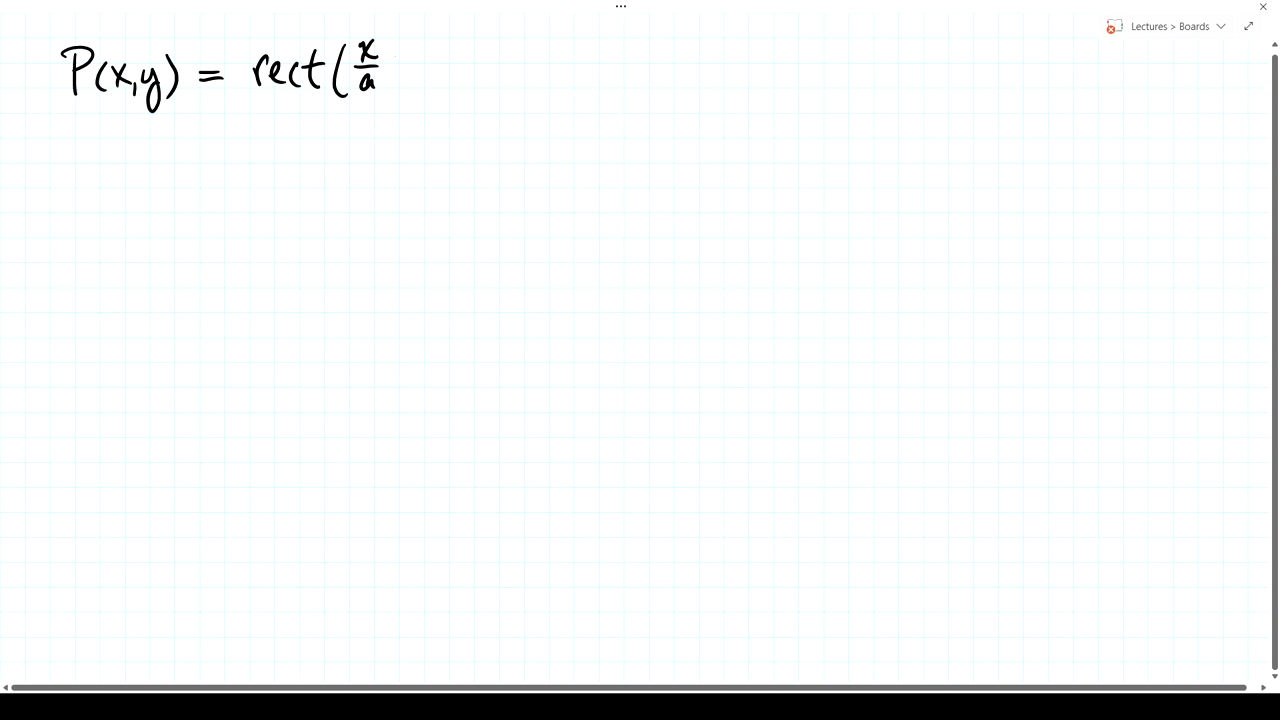 ...
Lectures > Boards
P(x,y) = rect(x/a